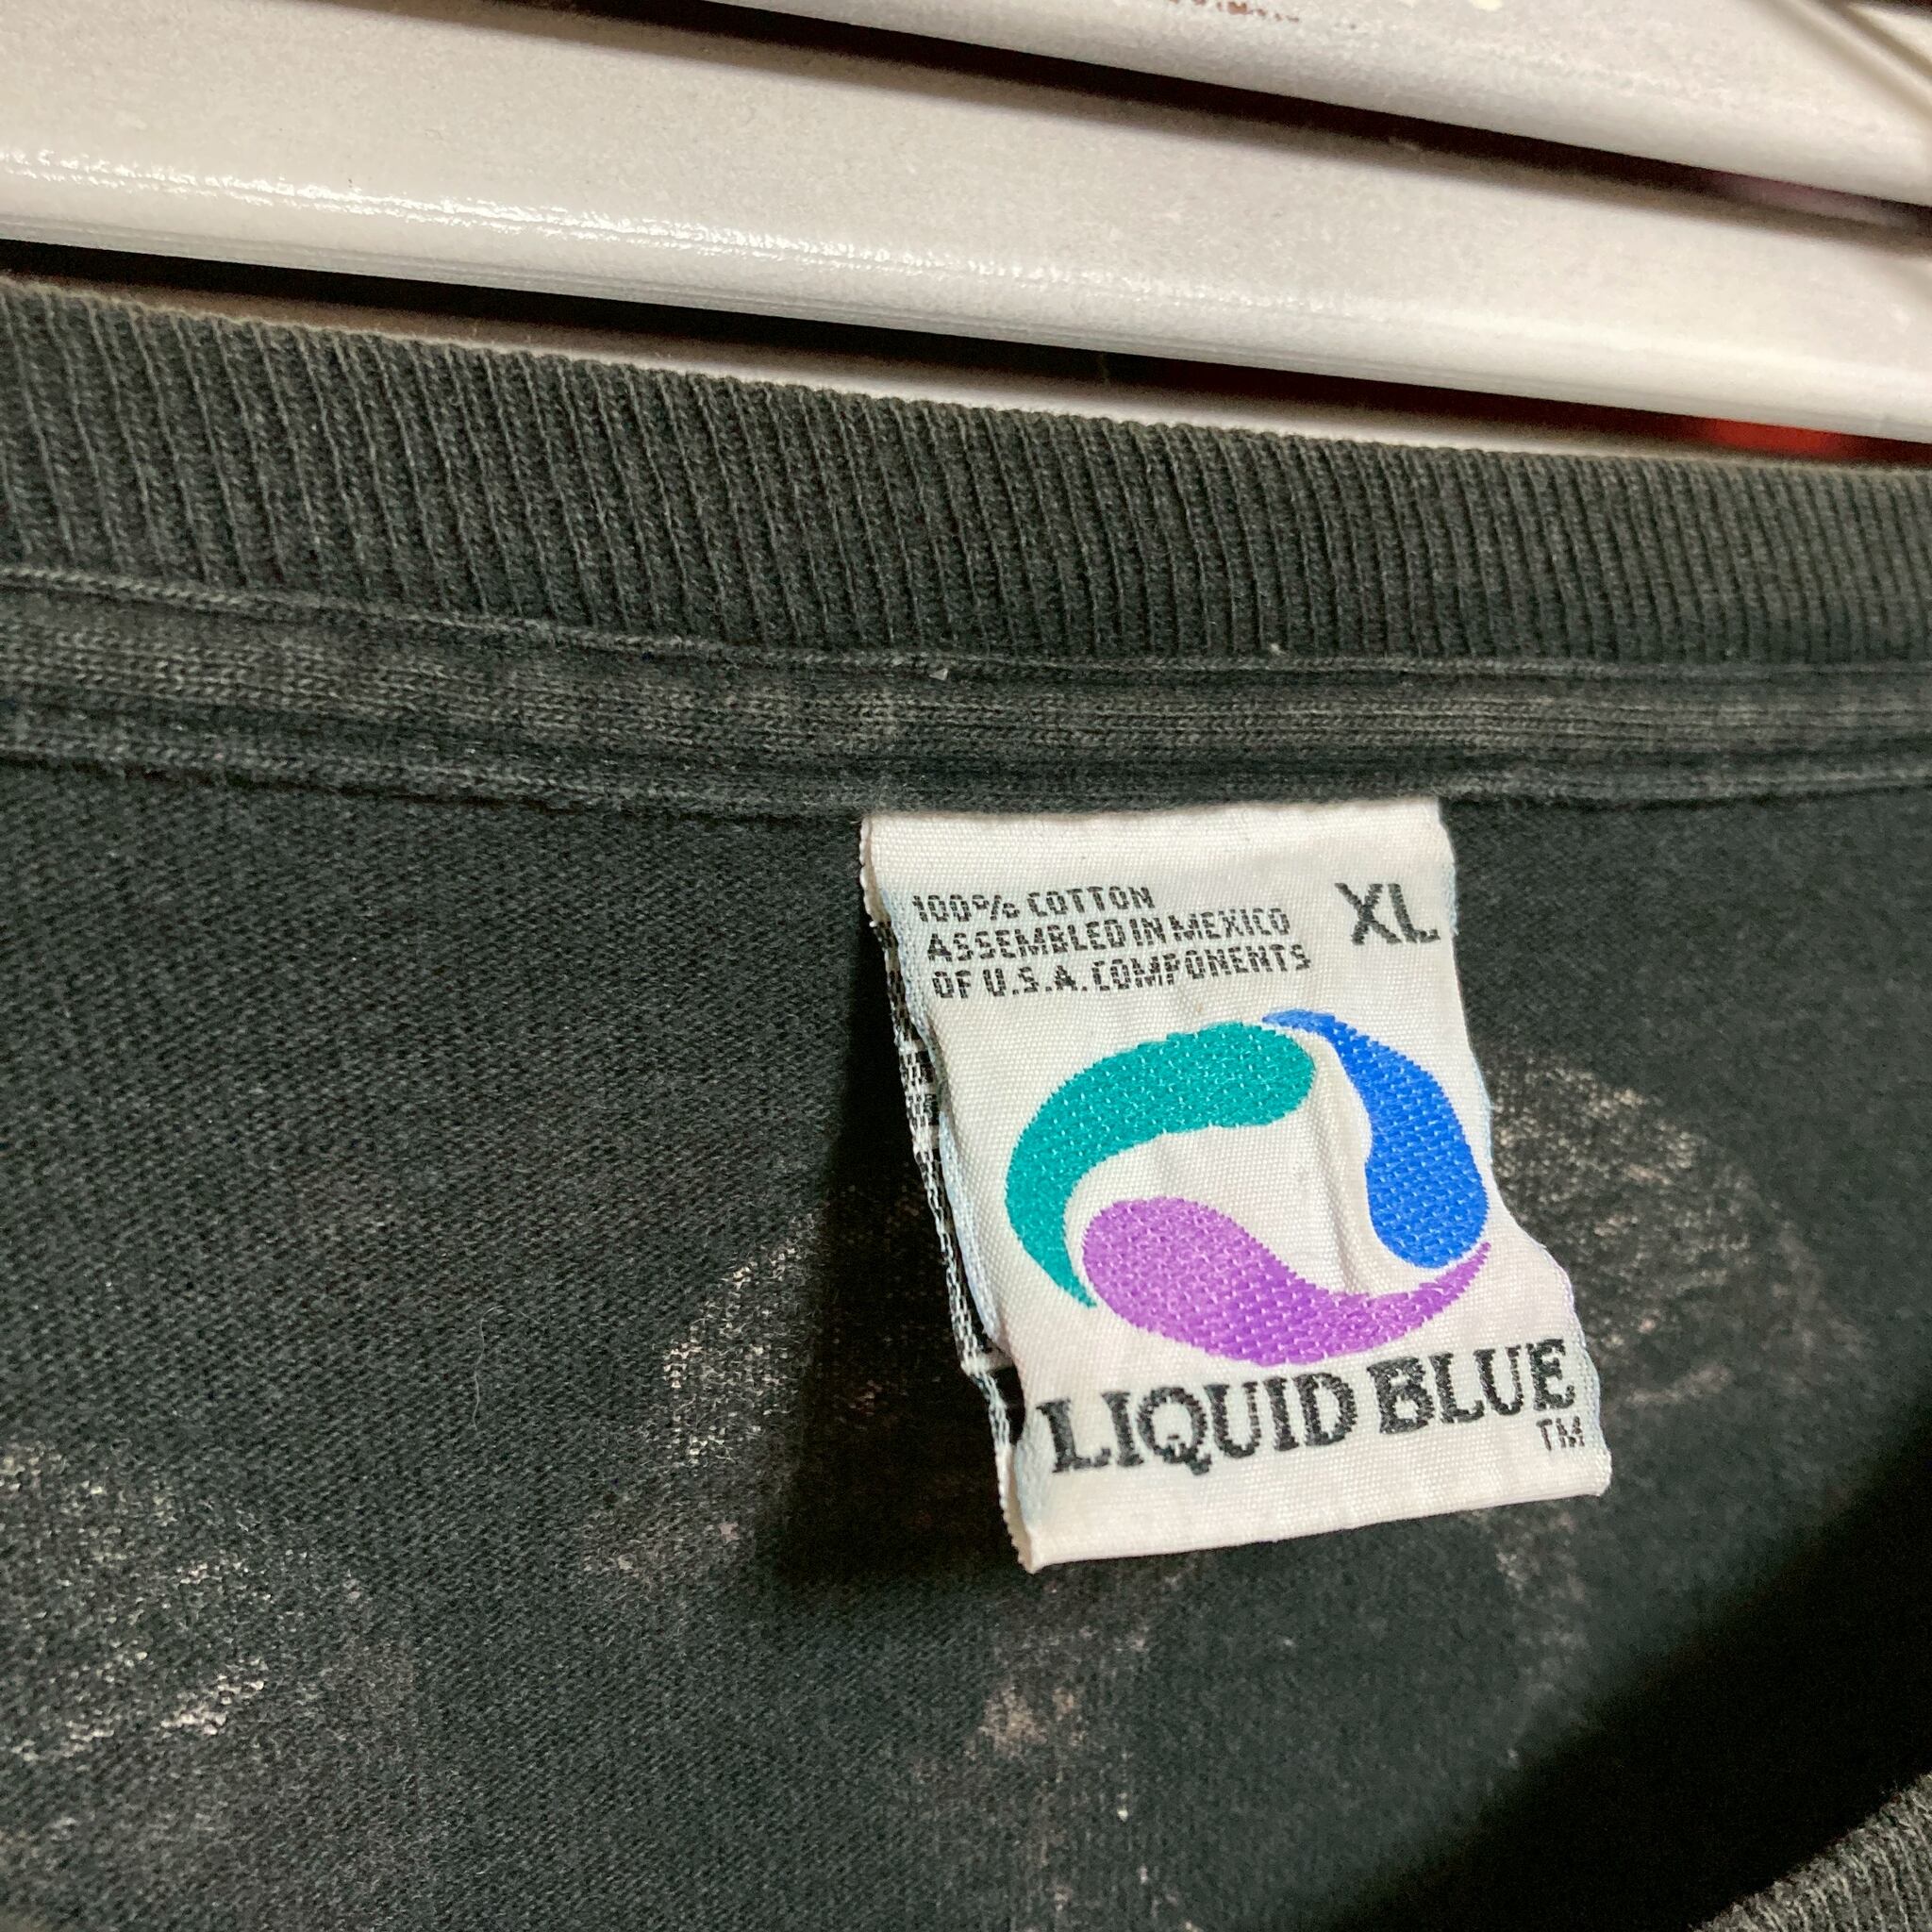 100% COTTON
ASSEMBLED IN MEXICO
OF U.S.A. COMPONENTS
XL
LIQUID BLUE
TM